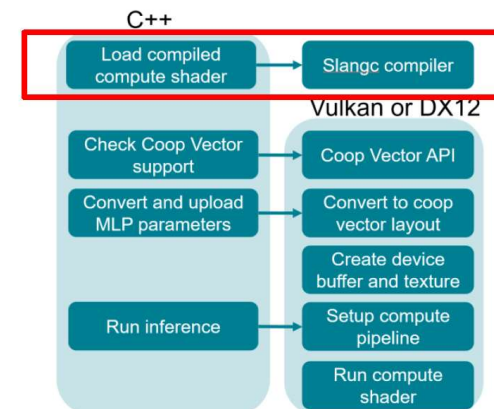 C++
Load compiled
compute shader
Slangc compiler
Vulkan or DX12
Check Coop Vector
support
Coop Vector API
Convert and upload
MLP parameters
Convert to coop
vector layout
Create device
buffer and texture
Run inference
Setup compute
pipeline
Run compute
shader